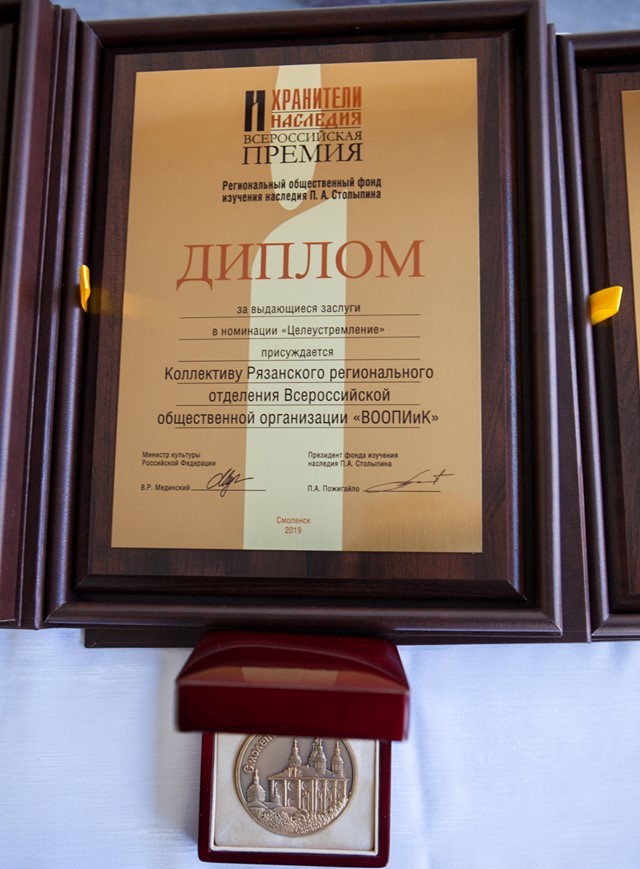 ХРАНИТЕЛИ
НАСЛЕДИЯ
ВСЕРОССИЙСКАЯ
ПРЕМИЯ
Региональный общественный фонд
изучения наследия П. А. Столыпина
ДИПЛОМ
за выдающиеся заслуги
в номинации «Целеустремление»
присуждается
Коллективу Рязанского регионального
отделения Всероссийской
общественной организации «ВООПИиК»
Министр культуры
Российской Федерации
В.Р. Мединский
Президент фонда изучения
наследия П.А. Столыпина
П.А. Пожигайло
Смоленск
2019